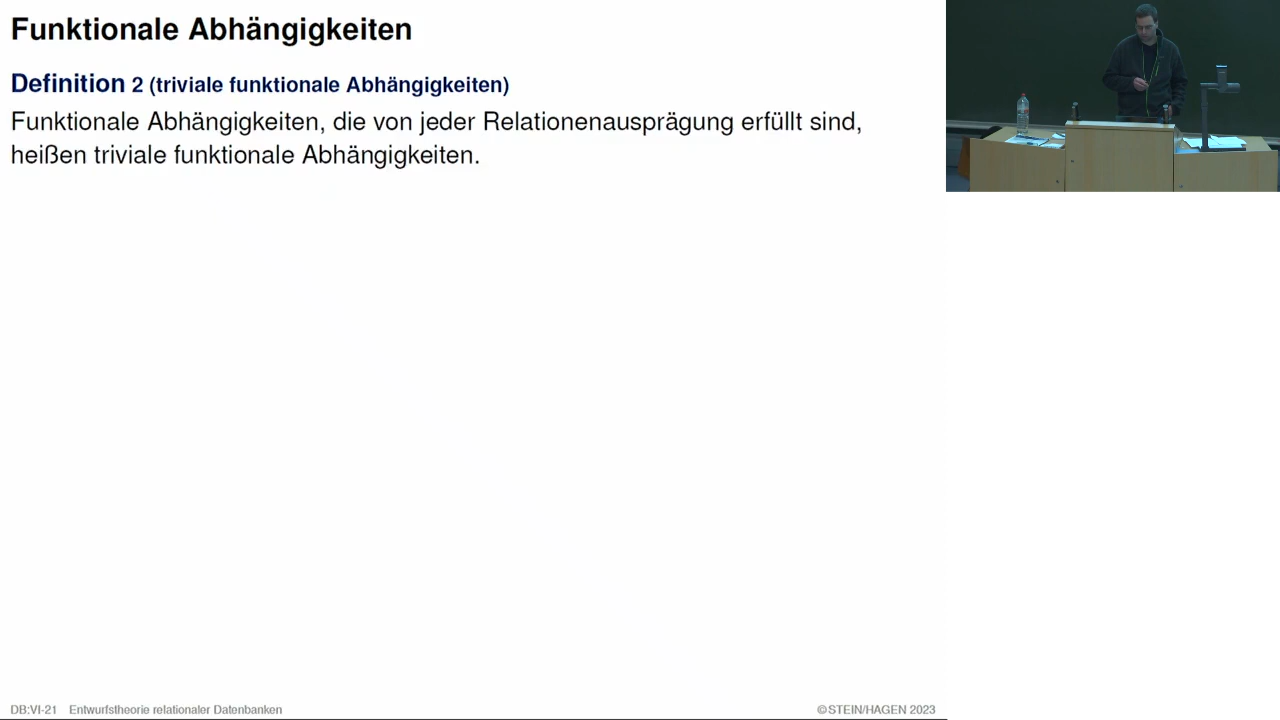 Funktionale Abhängigkeiten
Definition 2 (triviale funktionale Abhängigkeiten)
Funktionale Abhängigkeiten, die von jeder Relationenausprägung erfüllt sind,
heißen triviale funktionale Abhängigkeiten.
DB:VI-21 Entwurfstheorie relationaler Datenbanken
©STEIN/HAGEN 2023